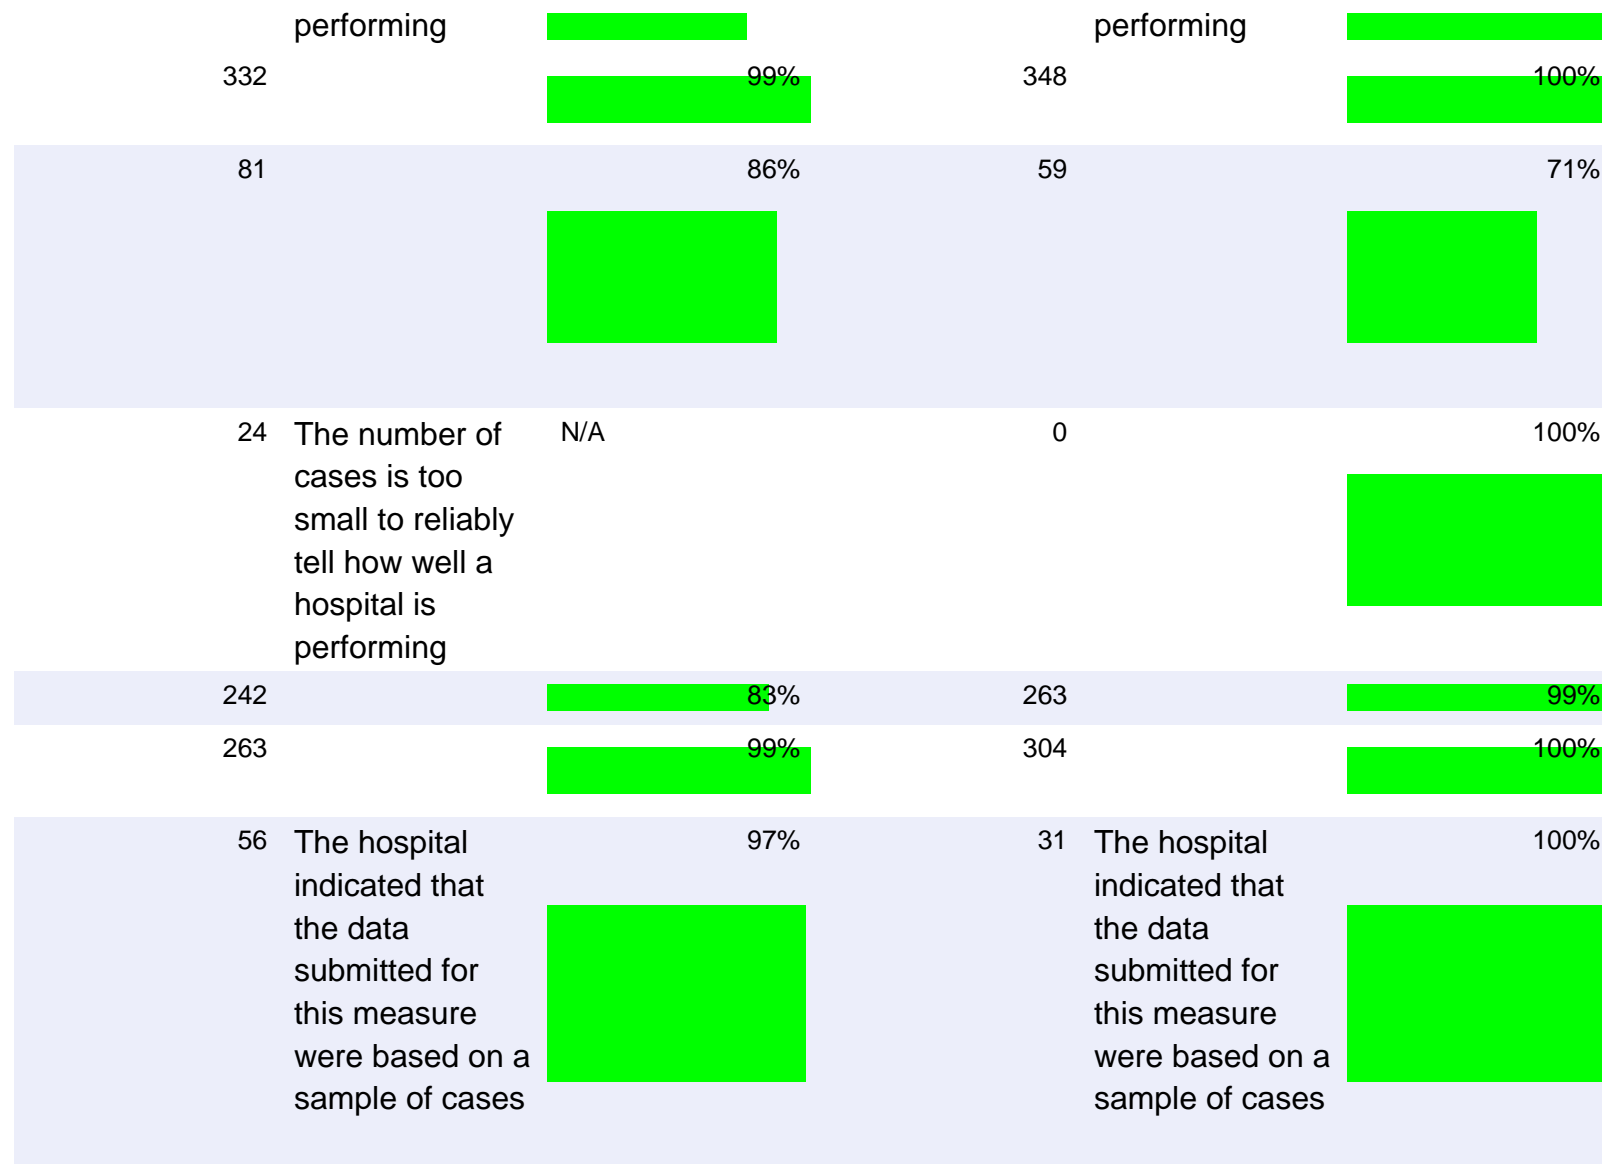 performing performing
332 99% 348 100%
81 86% 59 71%
24 The number of N/A 0 100%
cases is too
small to reliably
tell how well a
hospital is
performing
242 83% 263 99%
263 99% 304 100%
56 The hospital 97% 31 The hospital 100%
indicated that indicated that
the data the data
submitted for submitted for
this measure this measure
were based on a were based on a
sample of cases sample of cases